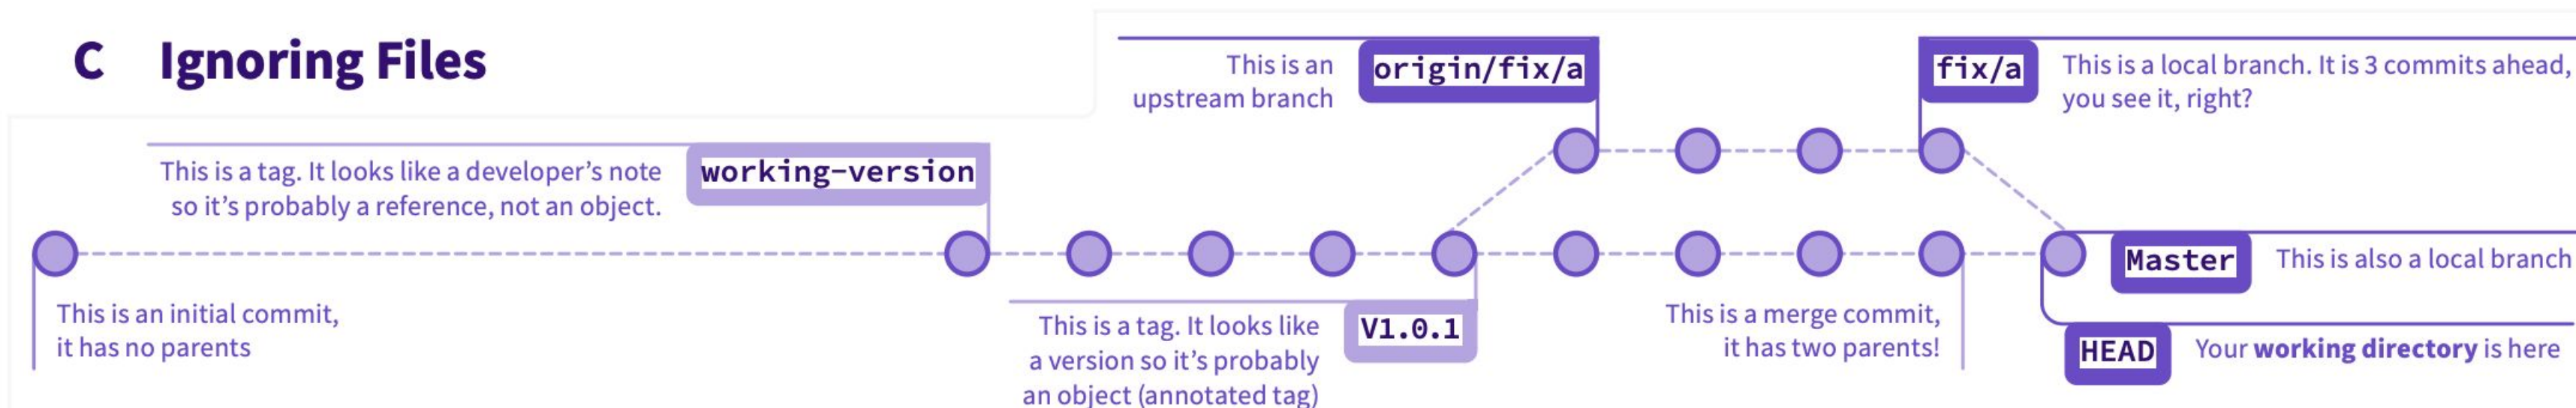 C Ignoring Files
This is an
upstream branch
origin/fix/a
fix/a
This is a local branch. It is 3 commits ahead,
you see it, right?
This is a tag. It looks like a developer’s note
so it’s probably a reference, not an object.
working-version
This is an initial commit,
it has no parents
This is a tag. It looks like
a version so it’s probably
an object (annotated tag)
V1.0.1
This is a merge commit,
it has two parents!
Master
This is also a local branch
HEAD
Your working directory is here